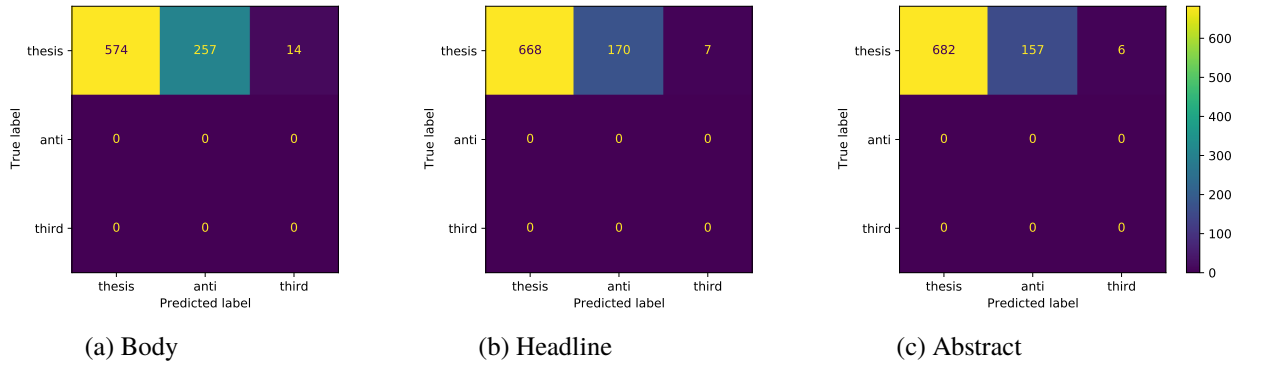 thesis
anti
third
True label
574 257 14
0 0 0
0 0 0
thesis anti third
Predicted label
(a) Body
thesis
anti
third
True label
668 170 7
0 0 0
0 0 0
thesis anti third
Predicted label
(b) Headline
thesis
anti
third
True label
682 157 6
0 0 0
0 0 0
thesis anti third
Predicted label
(c) Abstract
600
500
400
300
200
100
0